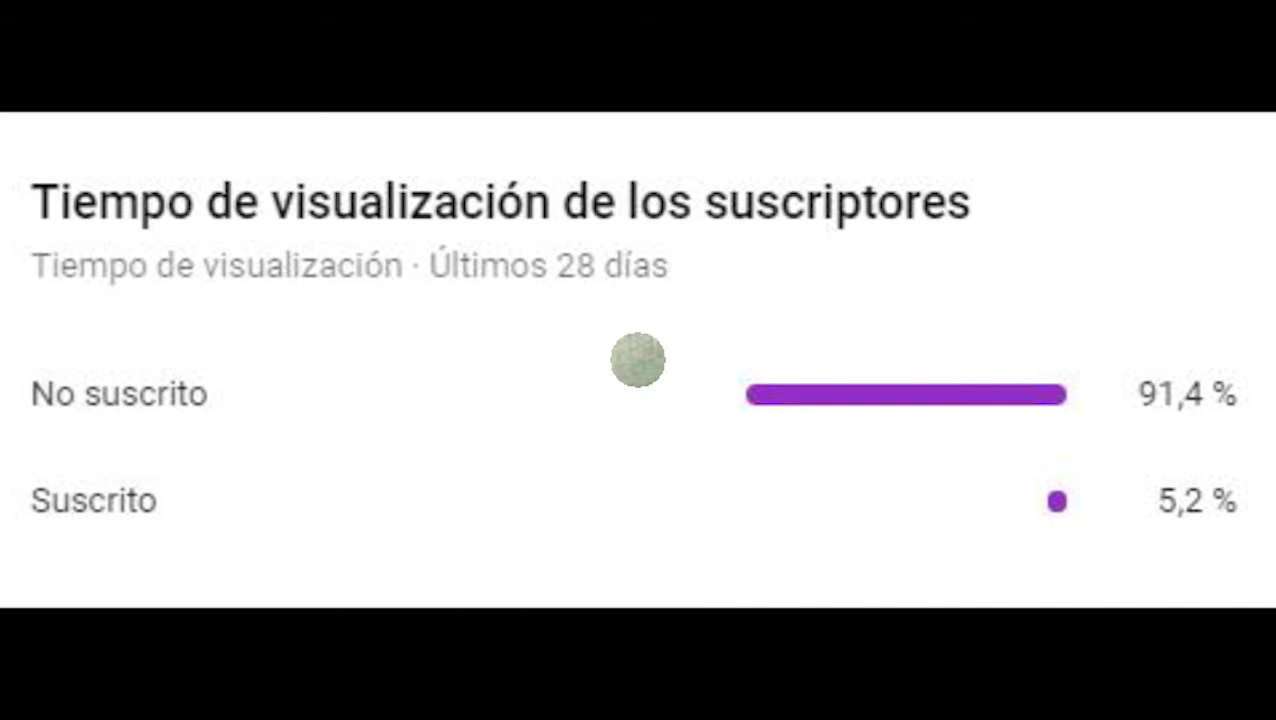 Tiempo de visualización de los suscriptores
Tiempo de visualización · Últimos 28 días
No suscrito 91,4 %
Suscrito 5,2 %